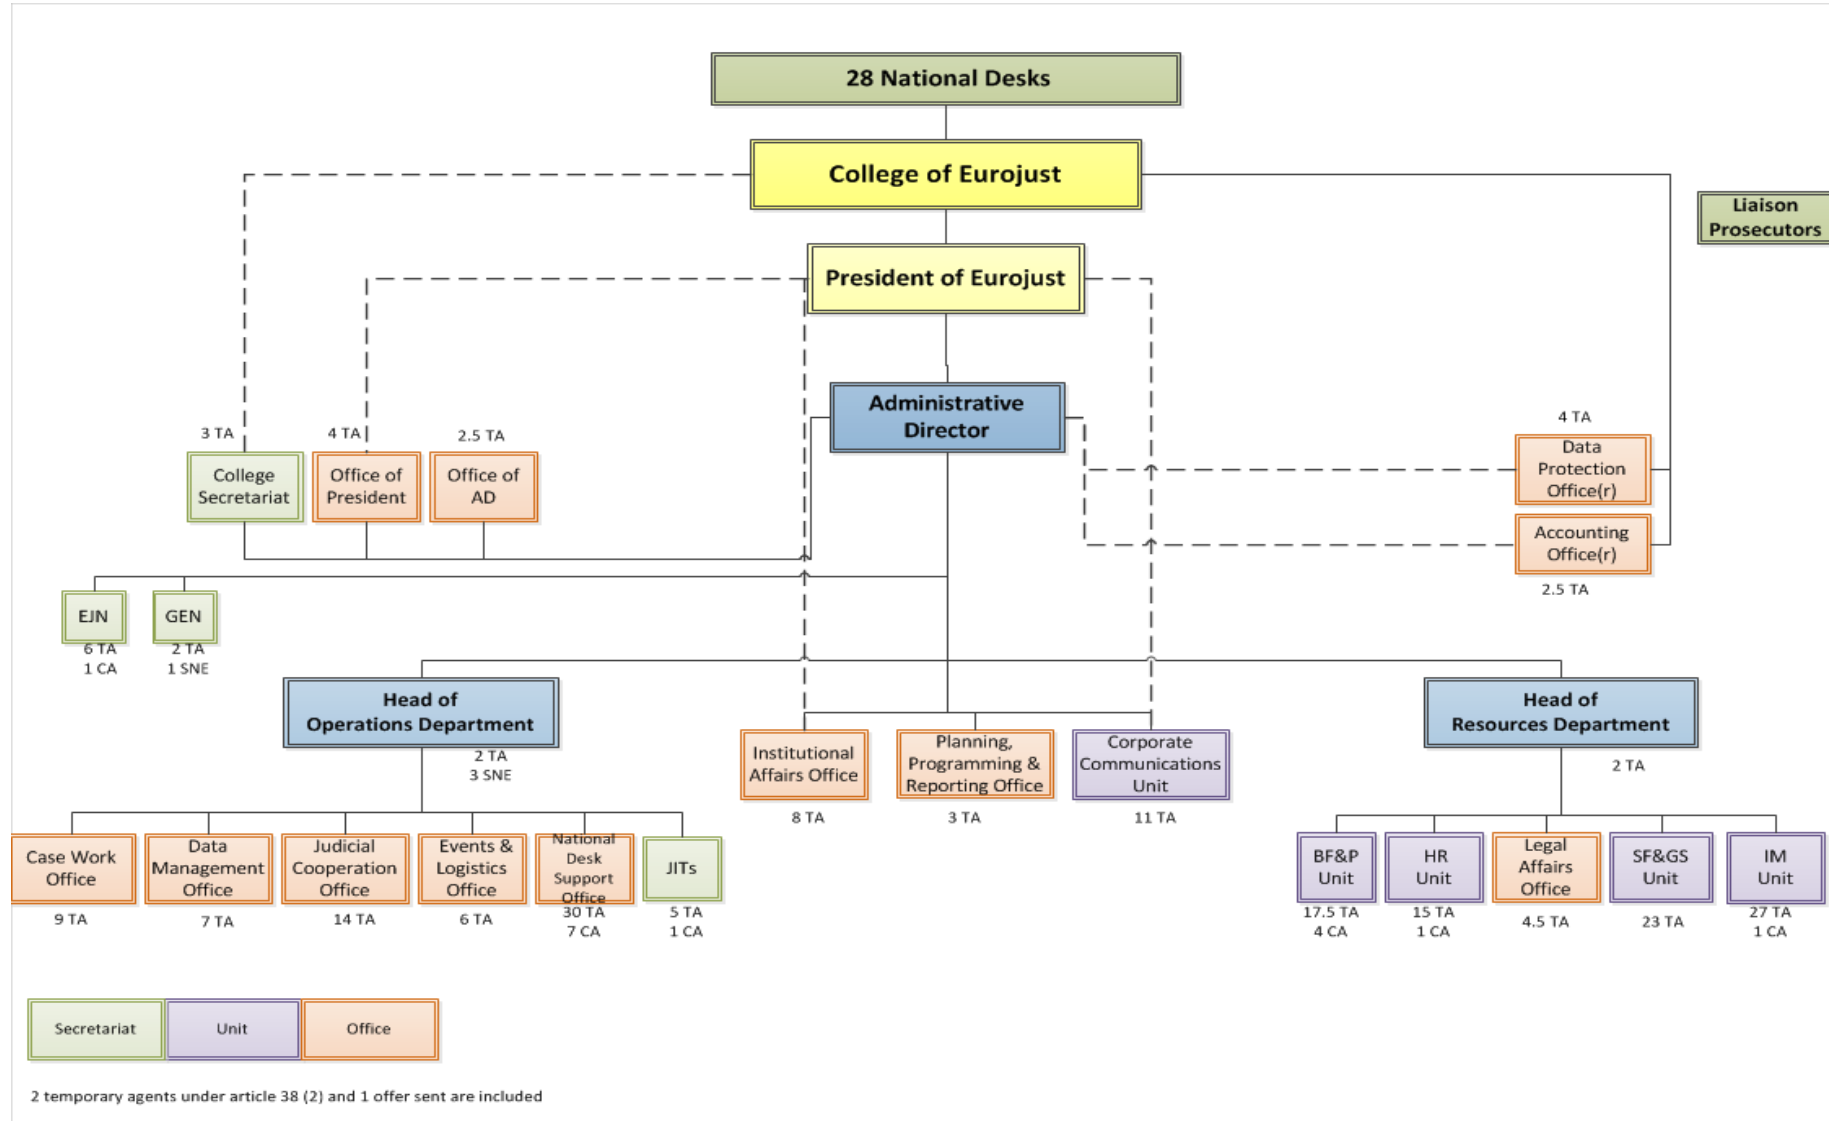 28 National Desks
College of Eurojust
Liaison
Prosecutors
President of Eurojust
Administrative
Director
3 TA
4 TA
2.5 TA
College
Secretariat
Office of
President
Office of
AD
4 TA
Data
Protection
Office(r)
Accounting
Office(r)
2.5 TA
EJN
6 TA
1 CA
GEN
2 TA
1 SNE
Head of
Operations Department
2 TA
3 SNE
Institutional
Affairs Office
8 TA
Planning,
Programming &
Reporting Office
3 TA
Corporate
Communications
Unit
11 TA
Head of
Resources Department
2 TA
Case Work
Office
9 TA
Data
Management
Office
7 TA
Judicial
Cooperation
Office
14 TA
Events &
Logistics
Office
6 TA
National
Desk
Support
Office
30 TA
7 CA
JITs
5 TA
1 CA
BF&P
Unit
17.5 TA
4 CA
HR
Unit
15 TA
1 CA
Legal
Affairs
Office
4.5 TA
SF&GS
Unit
23 TA
IM
Unit
27 TA
1 CA
Secretariat
Unit
Office
2 temporary agents under article 38 (2) and 1 offer sent are included